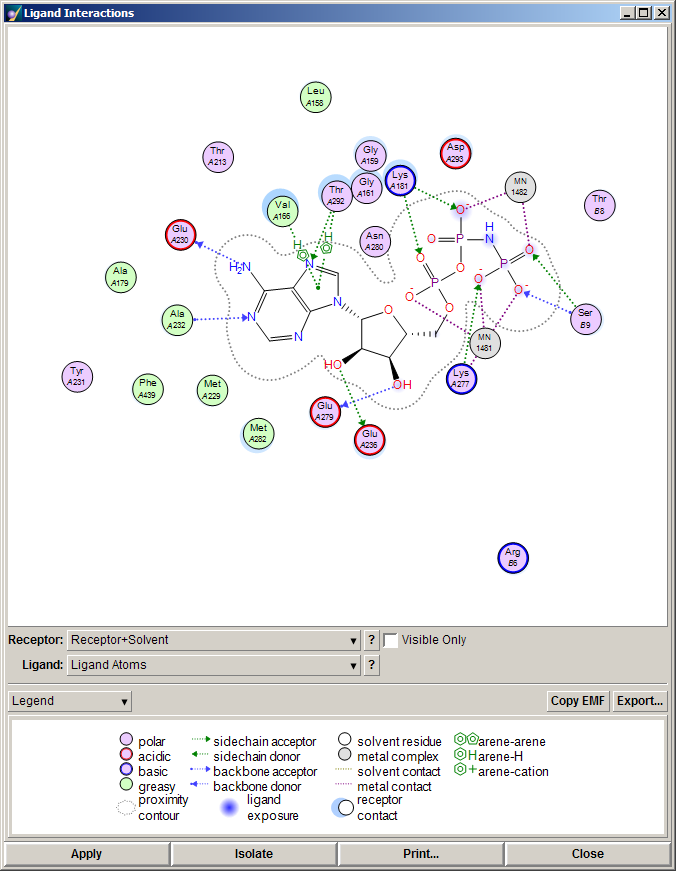 Ligand Interactions
Leu
A158
Thr
A213
Gly
A159
Asp
A293
Lys
A181
Gly
A161
Thr
A292
MN
1482
Thr
B8
Val
A166
Glu
A230
Asn
A280
H
H
O-
H
N
O
P
N
P
O
H2N
N
O
O
P
O-
O-
Ala
A179
N
N
N
O-
O
O
Ala
A232
Ser
B9
MN
1481
HO
OH
Tyr
A231
Phe
A439
Met
A229
Lys
A277
Glu
A279
Met
A282
Glu
A236
Arg
B6
Receptor: Receptor+Solvent ? Visible Only
Ligand: Ligand Atoms ?
Legend Copy EMF Export...
polar sidechain acceptor solvent residue arene-arene
acidic sidechain donor metal complex H arene-H
basic backbone acceptor solvent contact + arene-cation
greasy backbone donor metal contact
proximity ligand receptor
contour exposure contact
Apply Isolate Print... Close